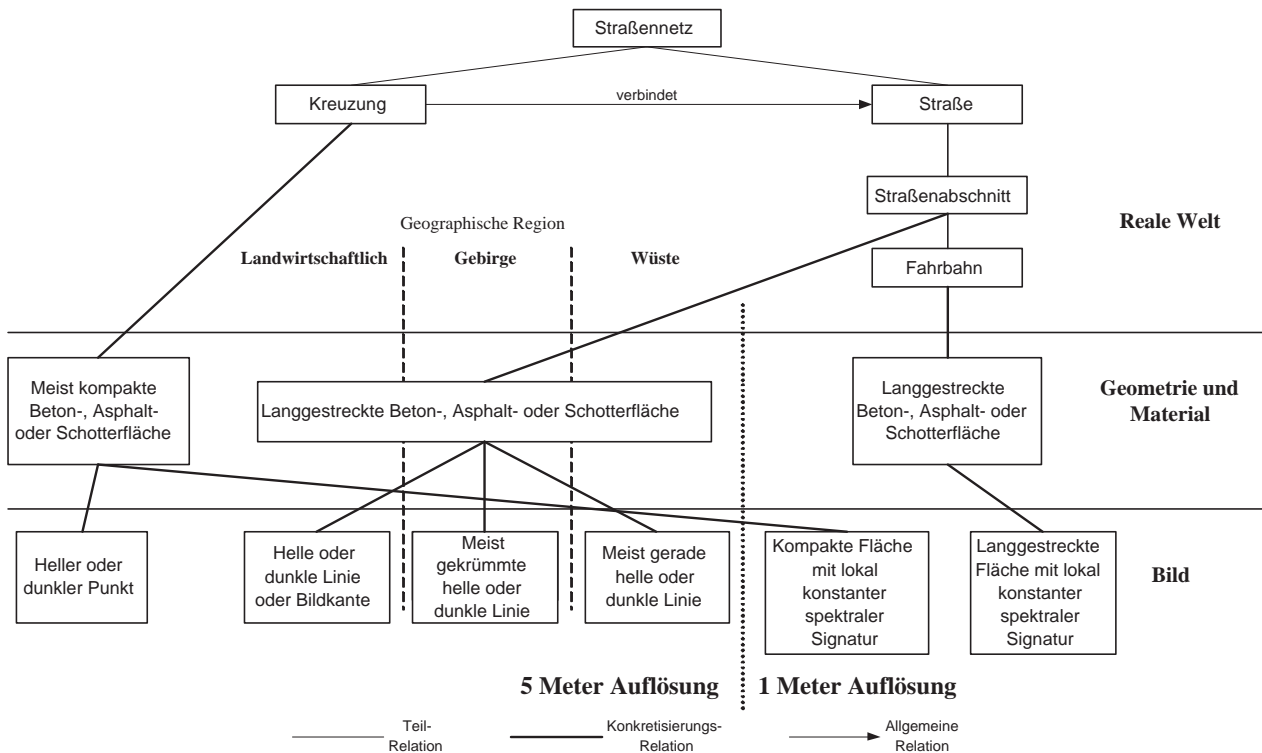 Straßennetz
Kreuzung
verbindet
Straße
Straßenabschnitt
Geographische Region
Reale Welt
Landwirtschaftlich
Gebirge
Wüste
Fahrbahn
Meist kompakte
Beton-, Asphalt-
oder Schotterfläche
Langgestreckte Beton-, Asphalt- oder Schotterfläche
Langgestreckte
Beton-, Asphalt- oder
Schotterfläche
Geometrie und
Material
Heller oder
dunkler Punkt
Helle oder
dunkle Linie
oder Bildkante
Meist
gekrümmte
helle oder
dunkle Linie
Meist gerade
helle oder
dunkle Linie
Kompakte Fläche
mit lokal
konstanter
spektraler
Signatur
Langgestreckte
Fläche mit lokal
konstanter
spektraler
Signatur
Bild
5 Meter Auflösung
1 Meter Auflösung
Teil-
Relation
Konkretisierungs-
Relation
Allgemeine
Relation